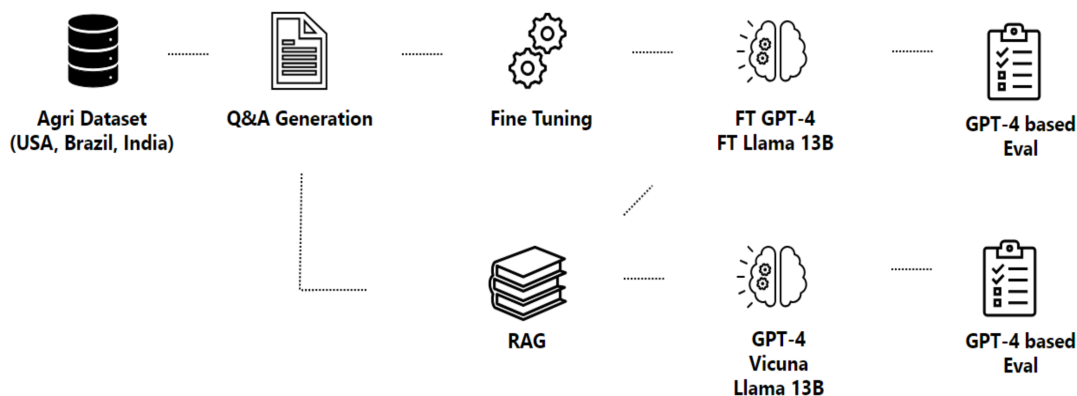 Agri Dataset
(USA, Brazil, India)
Q&A Generation
Fine Tuning
FT GPT-4
FT Llama 13B
GPT-4 based
Eval
RAG
GPT-4
Vicuna
Llama 13B
GPT-4 based
Eval